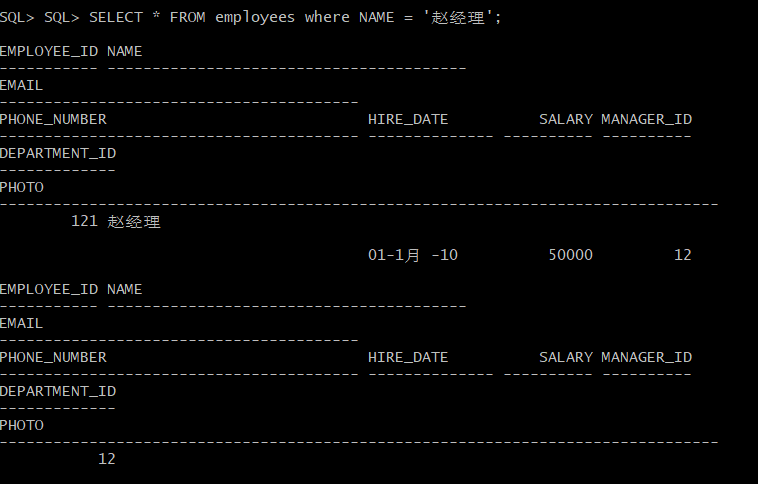 SQL> SQL> SELECT * FROM employees where NAME = '赵经理';
EMPLOYEE_ID NAME
----------- ----------------------------------------
EMAIL
----------------------------------------
PHONE_NUMBER                             HIRE_DATE          SALARY MANAGER_ID
---------------------------------------- -------------- ---------- ----------
DEPARTMENT_ID
-------------
PHOTO
--------------------------------------------------------------------------------
        121 赵经理
                                         01-1月 -10          50000         12
EMPLOYEE_ID NAME
----------- ----------------------------------------
EMAIL
----------------------------------------
PHONE_NUMBER                             HIRE_DATE          SALARY MANAGER_ID
---------------------------------------- -------------- ---------- ----------
DEPARTMENT_ID
-------------
PHOTO
--------------------------------------------------------------------------------
           12